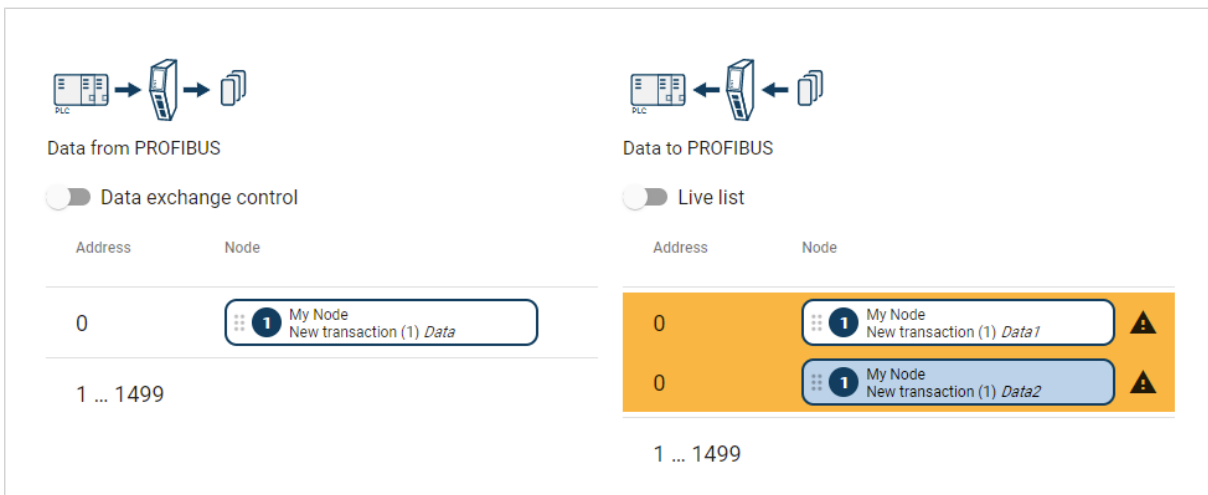 PLC
Data from PROFIBUS
Data exchange control
Address Node
0
1 My Node
New transaction (1) Data
1 ... 1499
PLC
Data to PROFIBUS
Live list
Address Node
0
1 My Node
New transaction (1) Data1
0
1 My Node
New transaction (1) Data2
1 ... 1499